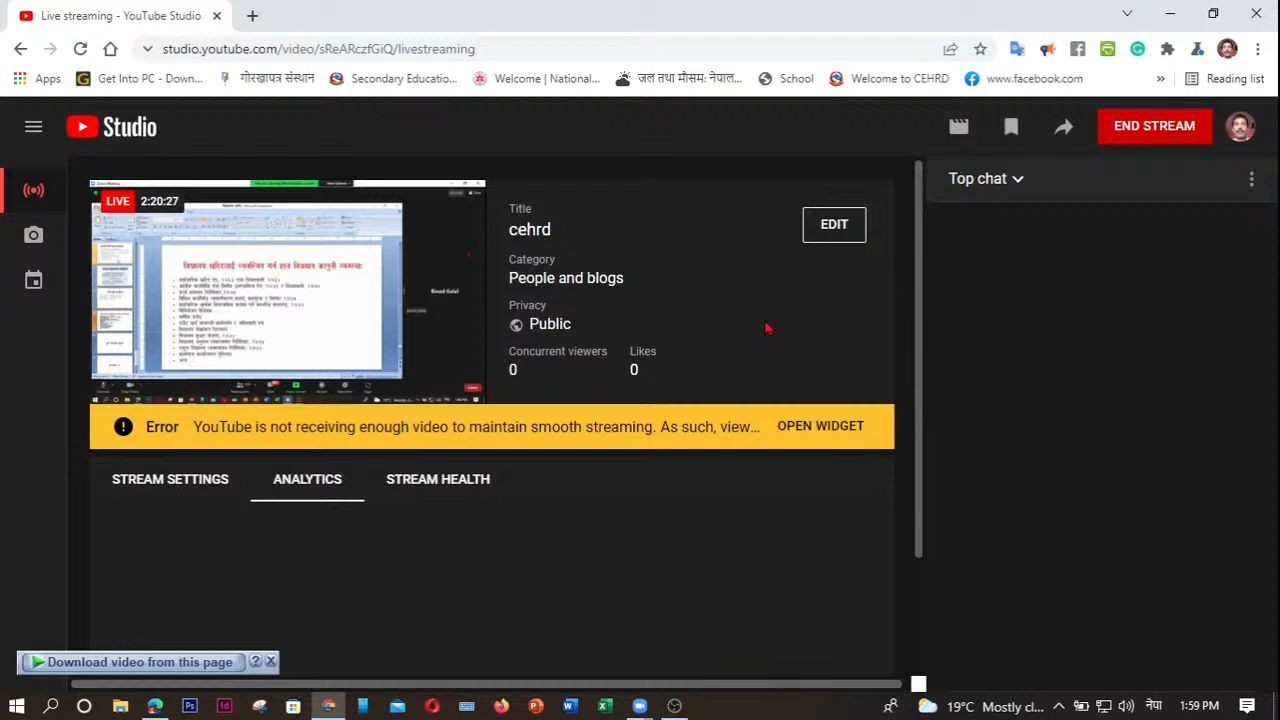 Live streaming - YouTube Studio
studio.youtube.com/video/sReARczfGiQ/livestreaming
Apps
Get Into PC - Down...
गोरखापत्र संस्थान
Secondary Educatio...
Welcome | National...
जल तथा मौसम: नेपाल...
School
Welcome to CEHRD
www.facebook.com
»
Reading list
Studio
END STREAM
LIVE 2:20:27
Title
cehrd
EDIT
Category
People and blogs
Privacy
Public
Concurrent viewers
Likes
0
0
Top chat
Error YouTube is not receiving enough video to maintain smooth streaming. As such, view...
OPEN WIDGET
STREAM SETTINGS
ANALYTICS
STREAM HEALTH
Download video from this page
19°C Mostly cl...
नेपा
1:59 PM